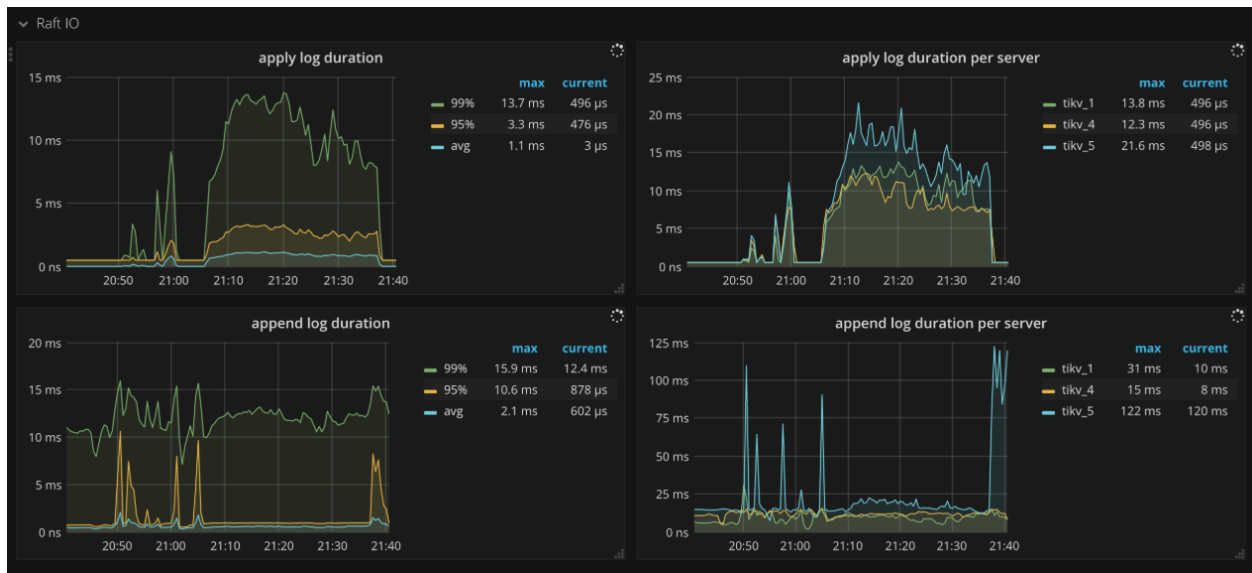 Raft IO
apply log duration
max current
15 ms
10 ms
5 ms
0 ns
20:50 21:00 21:10 21:20 21:30 21:40
99% 13.7 ms 496 µs
95% 3.3 ms 476 µs
avg 1.1 ms 3 µs
apply log duration per server
max current
25 ms
20 ms
15 ms
10 ms
5 ms
0 ns
20:50 21:00 21:10 21:20 21:30 21:40
tikv_1 13.8 ms 496 µs
tikv_4 12.3 ms 496 µs
tikv_5 21.6 ms 498 µs
append log duration
max current
20 ms
15 ms
10 ms
5 ms
0 ns
20:50 21:00 21:10 21:20 21:30 21:40
99% 15.9 ms 12.4 ms
95% 10.6 ms 878 µs
avg 2.1 ms 602 µs
append log duration per server
max current
125 ms
100 ms
75 ms
50 ms
25 ms
0 ns
20:50 21:00 21:10 21:20 21:30 21:40
tikv_1 31 ms 10 ms
tikv_4 15 ms 8 ms
tikv_5 122 ms 120 ms